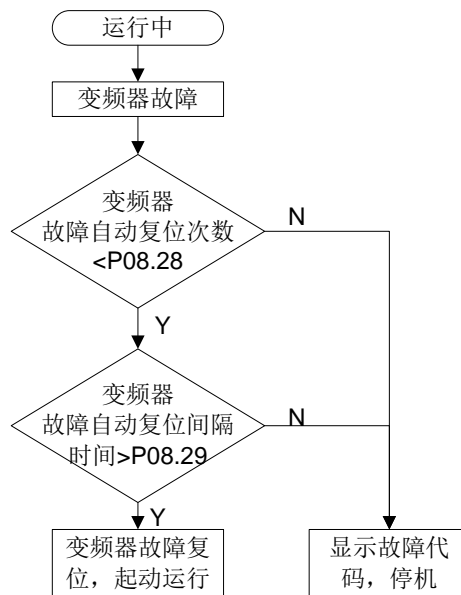 运行中
变频器故障
变频器
故障自动复位次数
<P08.28
N
Y
变频器
故障自动复位间隔
时间>P08.29
N
Y
变频器故障复
位，起动运行
显示故障代
码，停机